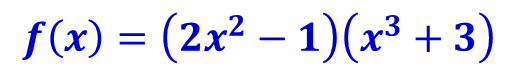 f(x) = (2x² − 1)(x³ + 3)